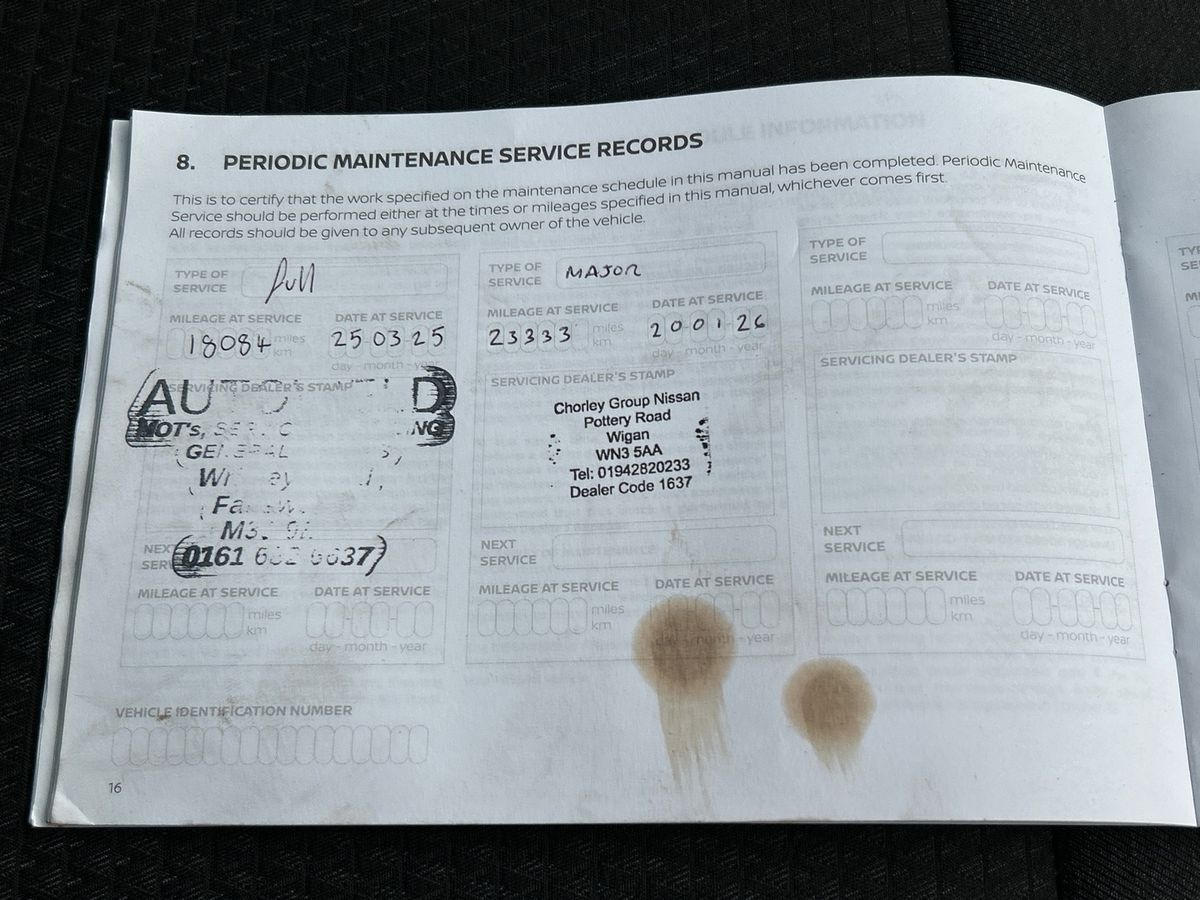 8. PERIODIC MAINTENANCE SERVICE RECORDS
This is to certify that the work specified on the maintenance schedule in this manual has been completed. Periodic Maintenance
Service should be performed either at the times or mileages specified in this manual, whichever comes first.
All records should be given to any subsequent owner of the vehicle.
TYPE OF
SERVICE
full
MILEAGE AT SERVICE
DATE AT SERVICE
18084 miles
km
25 03 25
day - month - year
SERVICING DEALER'S STAMP
MOT's,
GENERAL
0161
NEXT
SERVICE
MILEAGE AT SERVICE
DATE AT SERVICE
miles
km
day - month - year
TYPE OF
SERVICE
MAJOR
MILEAGE AT SERVICE
DATE AT SERVICE
23333 miles
km
20 01 26
day - month - year
SERVICING DEALER'S STAMP
Chorley Group Nissan
Pottery Road
Wigan
WN3 5AA
Tel: 01942820233
Dealer Code 1637
NEXT
SERVICE
MILEAGE AT SERVICE
DATE AT SERVICE
miles
km
day - month - year
TYPE OF
SERVICE
MILEAGE AT SERVICE
DATE AT SERVICE
miles
km
day - month - year
SERVICING DEALER'S STAMP
NEXT
SERVICE
MILEAGE AT SERVICE
DATE AT SERVICE
miles
km
day - month - year
VEHICLE IDENTIFICATION NUMBER
16